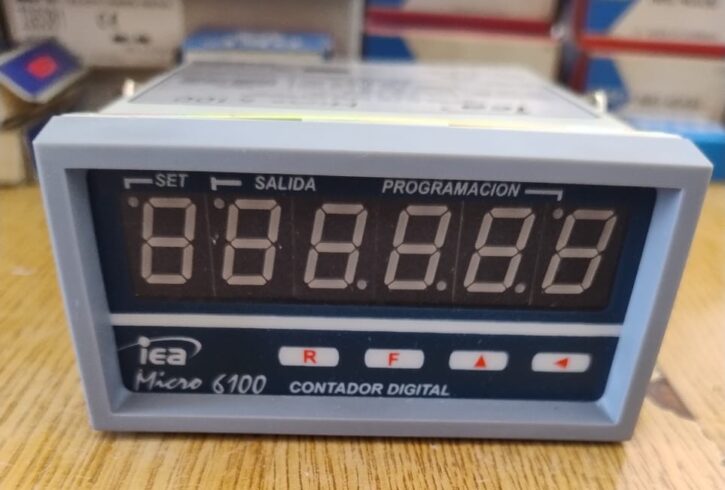 SET SALIDA PROGRAMACION
iea R F ▲ ◀
Micro 6100 CONTADOR DIGITAL